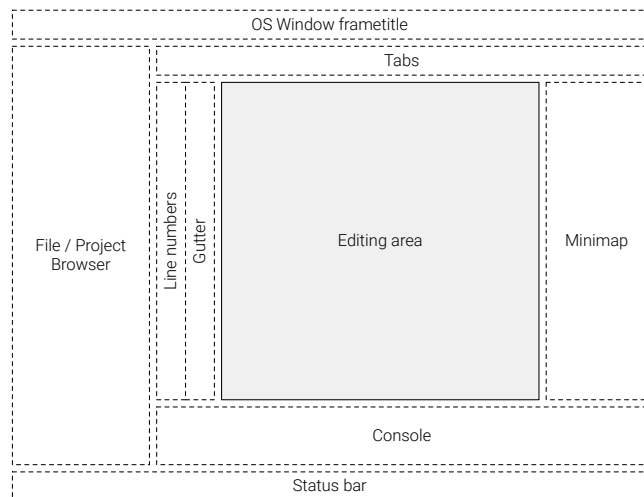 OS Window frametitle
Tabs
File / Project
Browser
Line numbers
Gutter
Editing area
Minimap
Console
Status bar